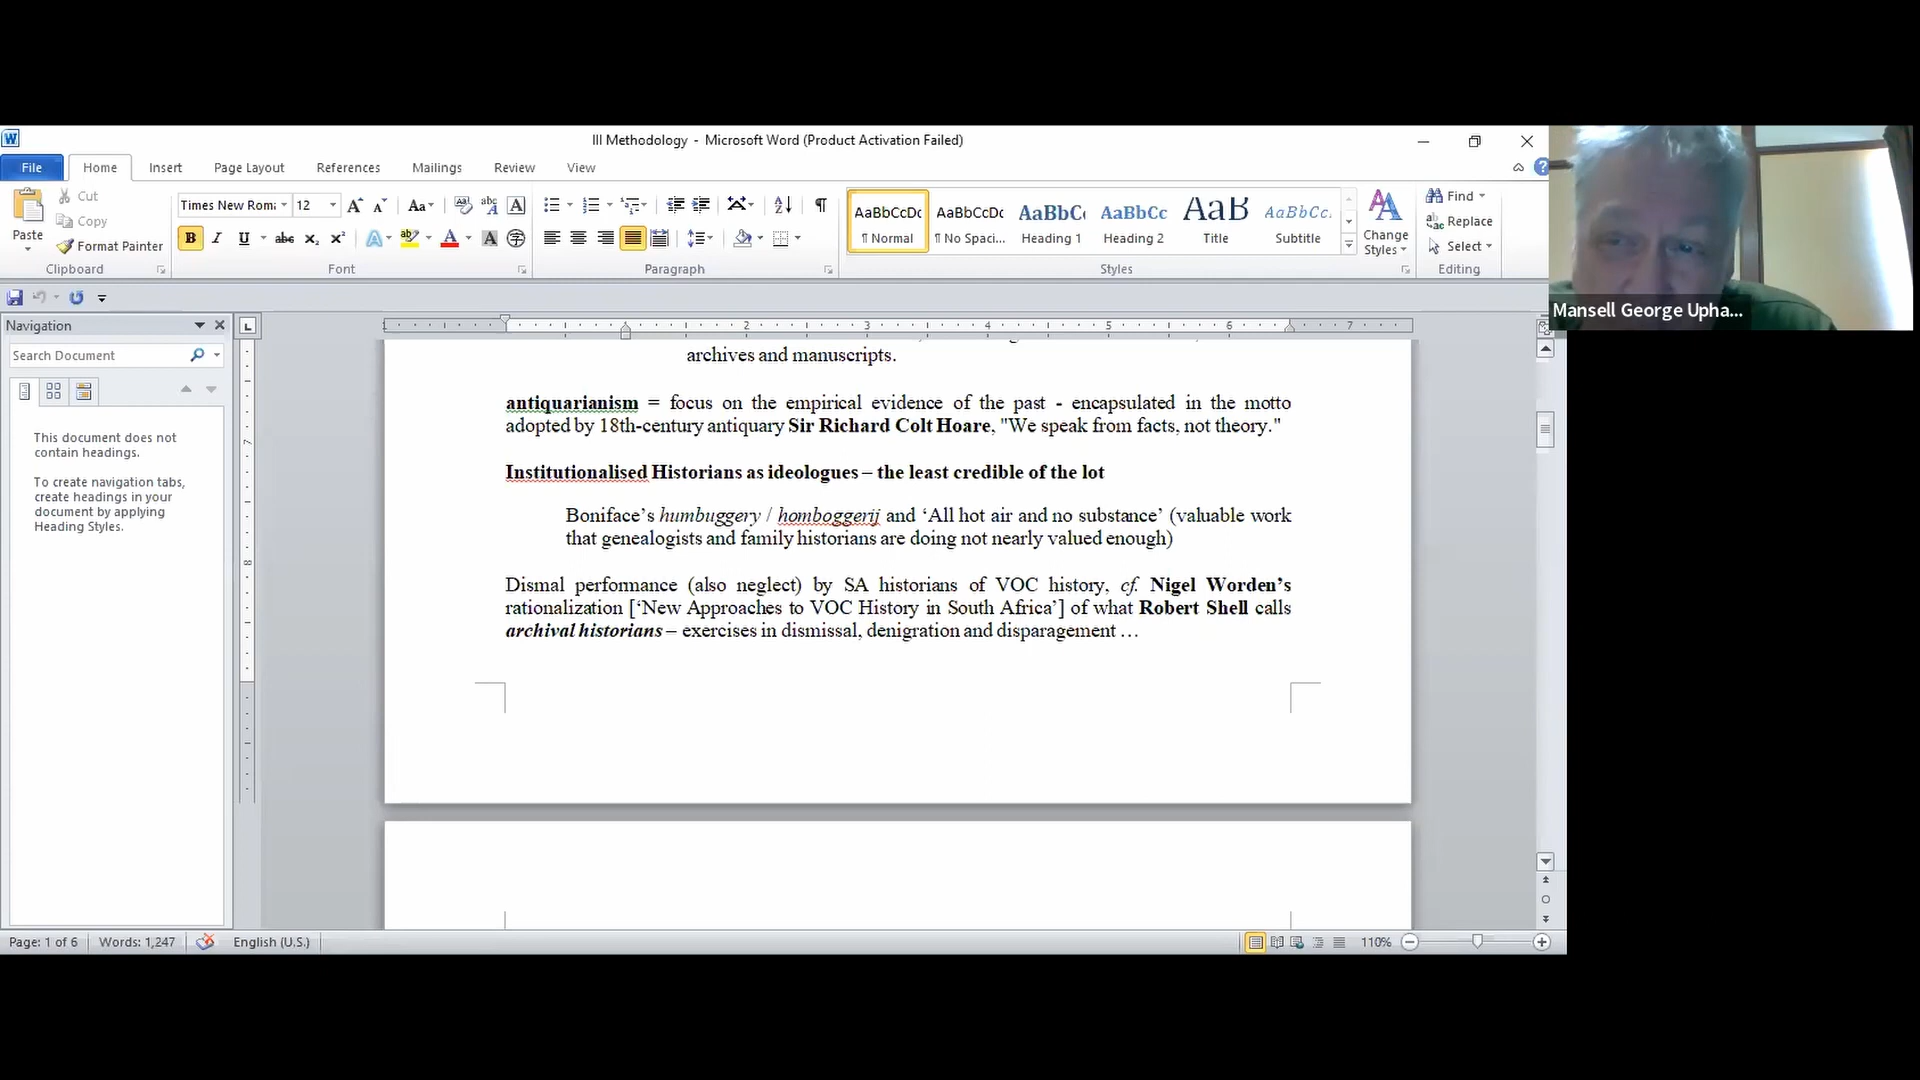 III Methodology - Microsoft Word (Product Activation Failed)
File Home Insert Page Layout References Mailings Review View
Paste
Cut
Copy
Format Painter
Clipboard
Times New Roma 12
Font
Paragraph
AaBbCcDc AaBbCcDc AaBbCc AaBbCc AaB AaBbCc.
¶ Normal ¶ No Spaci... Heading 1 Heading 2 Title Subtitle
Change
Styles
Styles
Find
Replace
Select
Editing
Mansell George Upha...
Navigation
Search Document
This document does not
contain headings.
To create navigation tabs,
create headings in your
document by applying
Heading Styles.
archives and manuscripts.
antiquarianism = focus on the empirical evidence of the past - encapsulated in the motto
adopted by 18th-century antiquary Sir Richard Colt Hoare, "We speak from facts, not theory."
Institutionalised Historians as ideologues – the least credible of the lot
Boniface’s humbuggery / homboggerij and ‘All hot air and no substance’ (valuable work
that genealogists and family historians are doing not nearly valued enough)
Dismal performance (also neglect) by SA historians of VOC history, cf. Nigel Worden’s
rationalization [‘New Approaches to VOC History in South Africa’] of what Robert Shell calls
archival historians – exercises in dismissal, denigration and disparagement …
Page: 1 of 6 Words: 1,247 English (U.S.) 110%